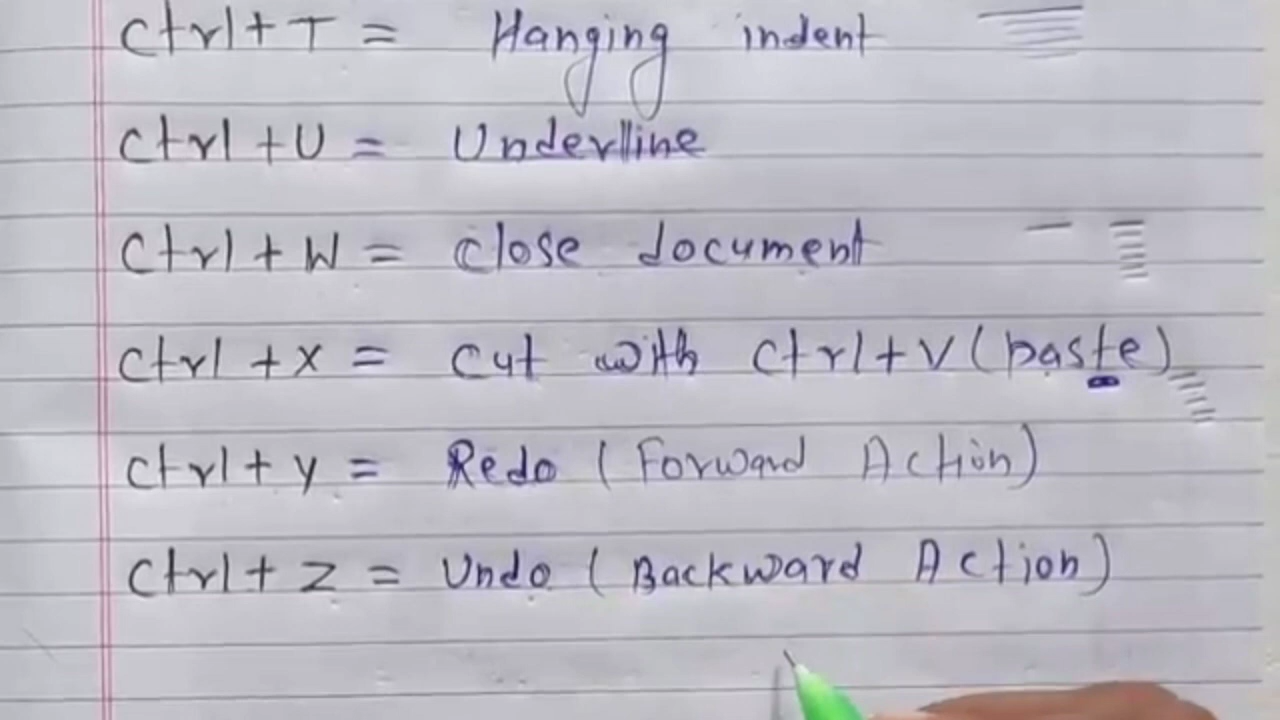 Ctrl + T = Hanging indent
Ctrl + U = Underline
Ctrl + W = Close document
Ctrl + X = Cut with Ctrl + V (paste)
Ctrl + y = Redo (Forward Action)
Ctrl + Z = Undo (Backward Action)